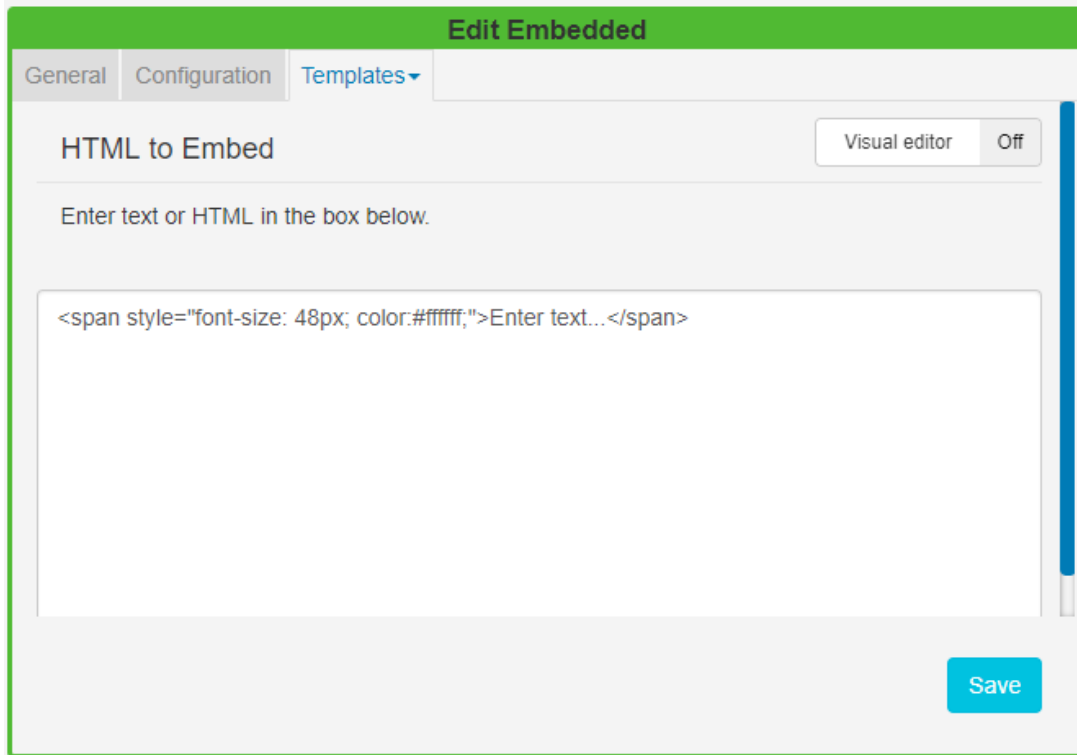 Edit Embedded
General Configuration Templates
HTML to Embed
Visual editor Off
Enter text or HTML in the box below.
<span style="font-size: 48px; color:#ffffff;">Enter text...</span>
Save